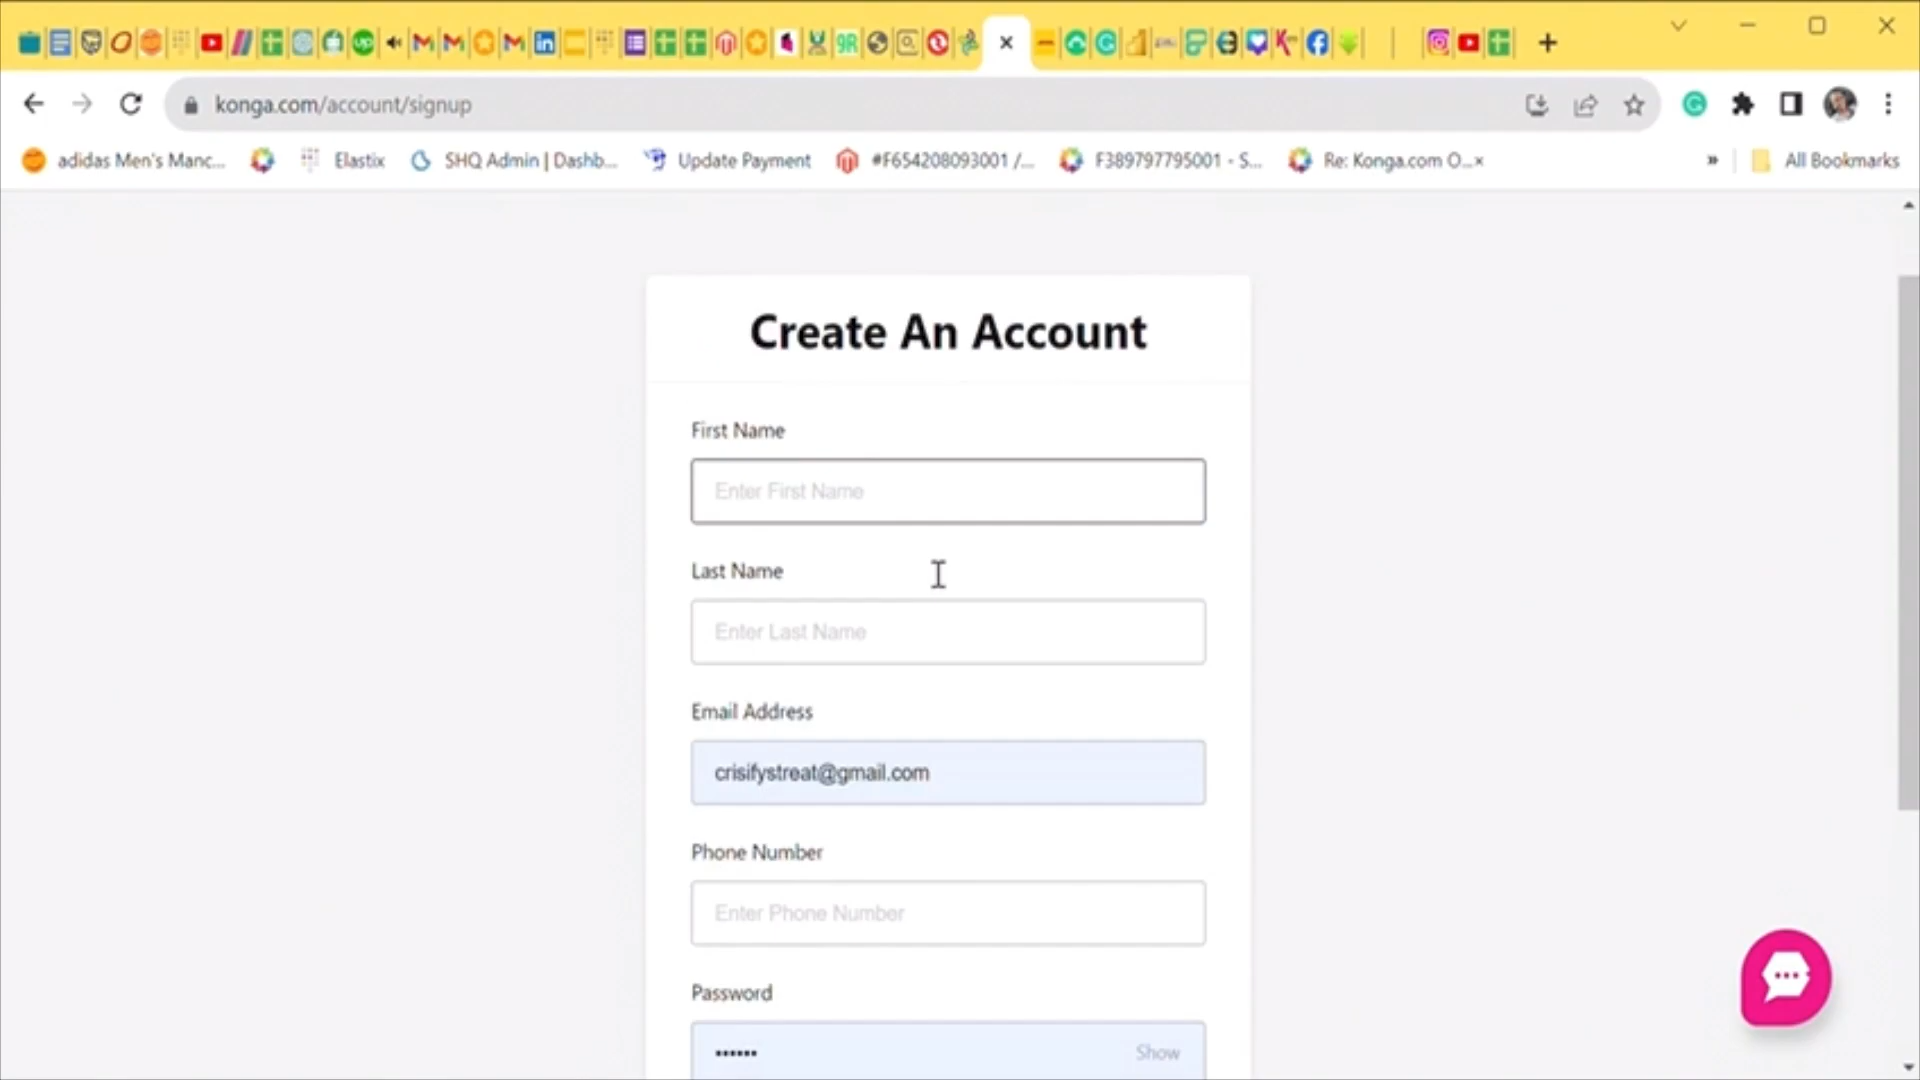 konga.com/account/signup
adidas Men's Manc...
Elastix
SHQ Admin | Dashb...
Update Payment
#F654208093001 /...
F389797795001 - S...
Re: Konga.com O...×
»
All Bookmarks
Create An Account
First Name
Enter First Name
Last Name
Enter Last Name
Email Address
crisifystreat@gmail.com
Phone Number
Enter Phone Number
Password
••••••
Show